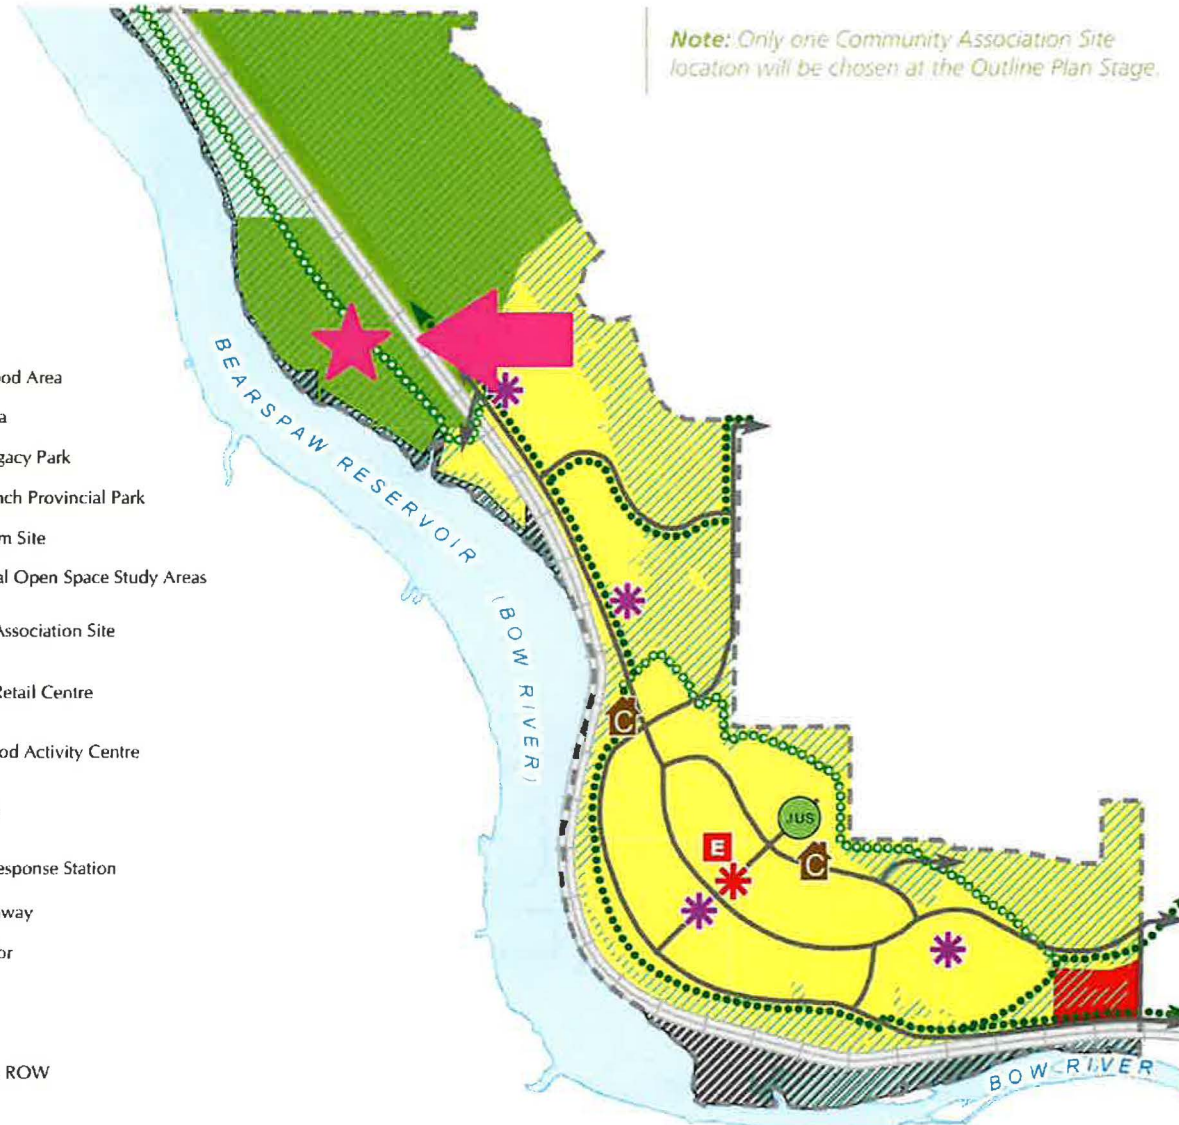 Note: Only one Community Association Site
location will be chosen at the Outline Plan Stage.
ood Area
a
gacy Park
nch Provincial Park
m Site
al Open Space Study Areas
Association Site
Retail Centre
ood Activity Centre
esponse Station
way
or
ROW
BEARSPAW RESERVOIR
(BOW RIVER)
C
JUS
E
C
BOW RIVER